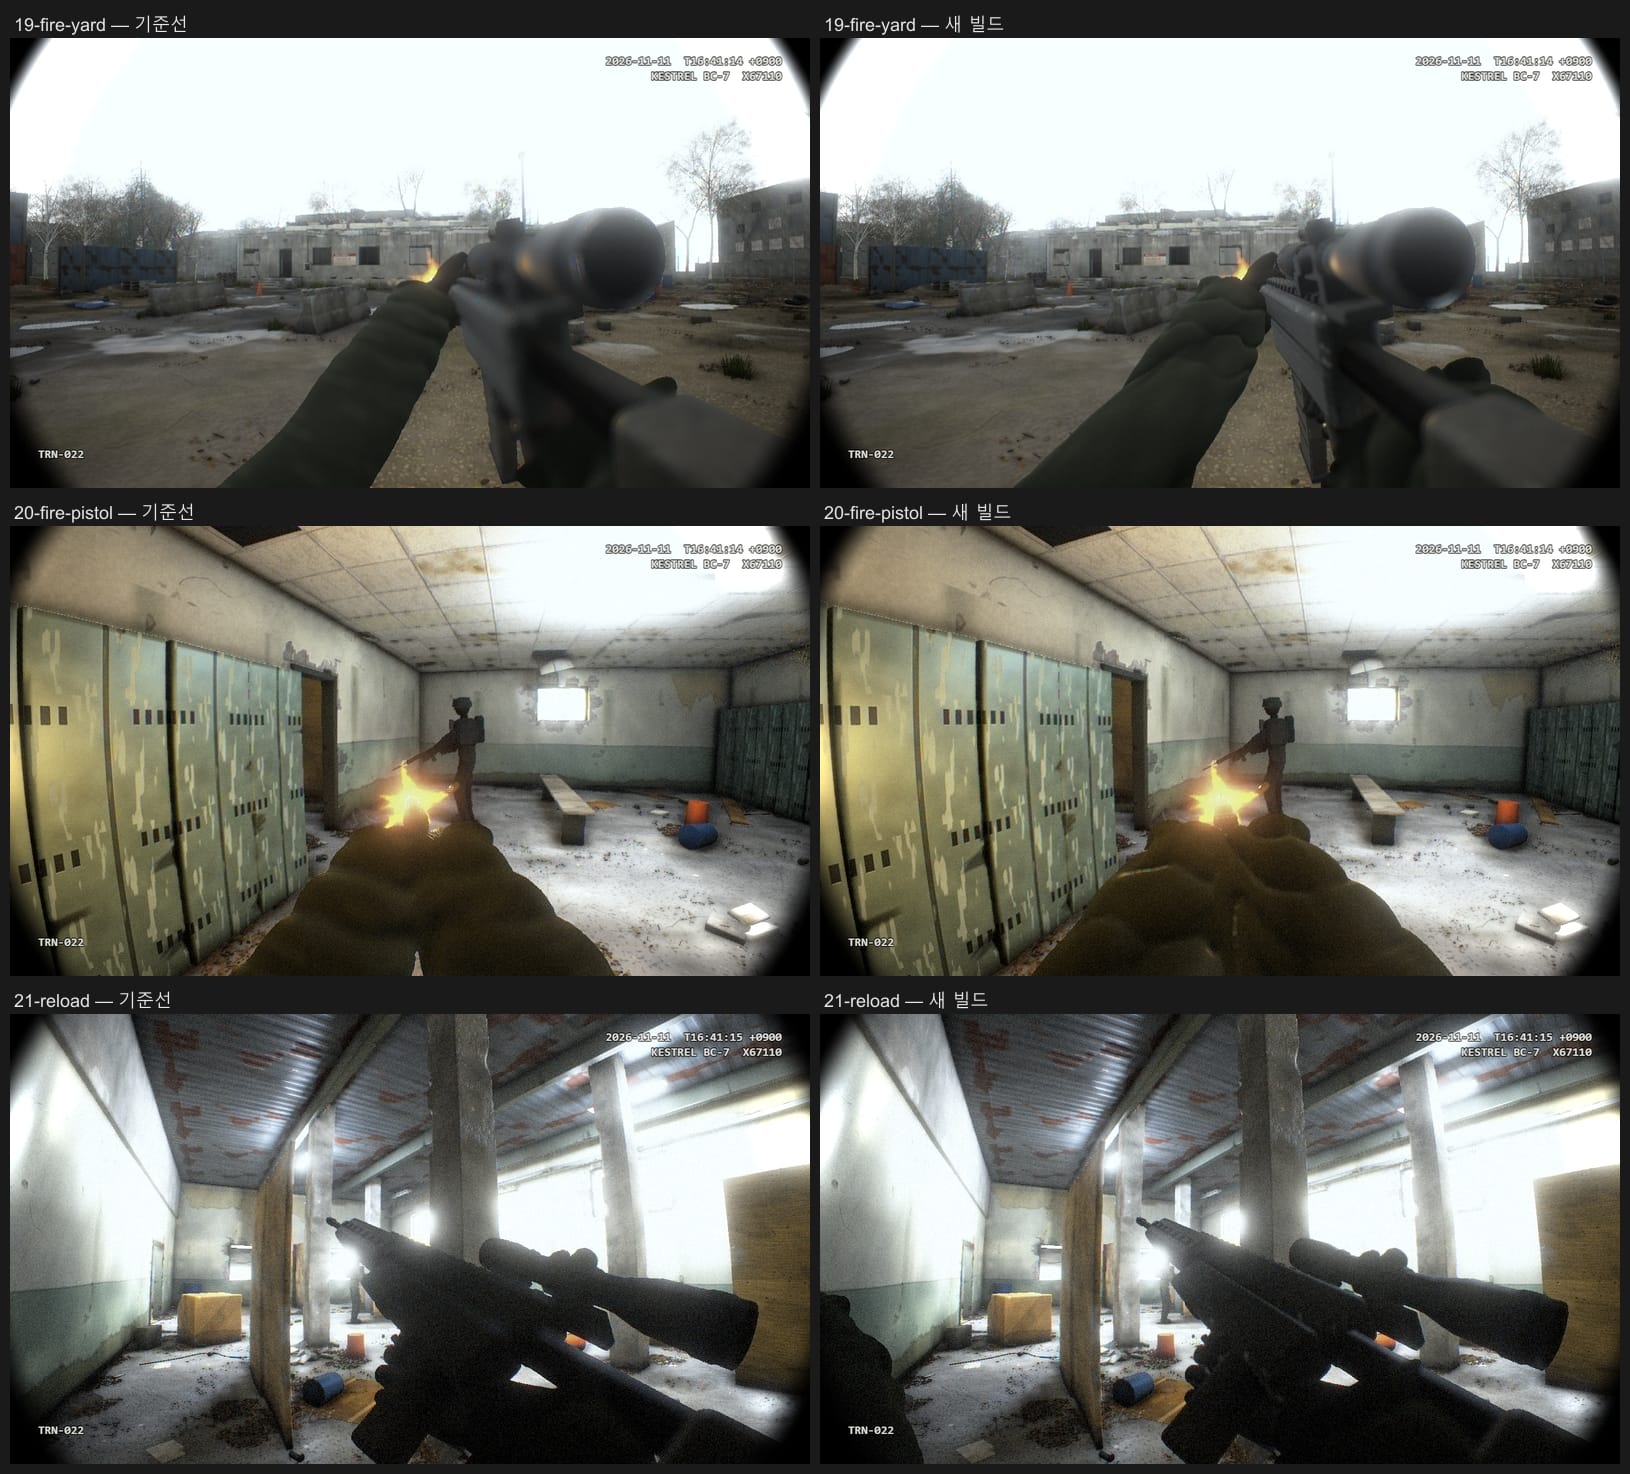 19-fire-yard — 기준선
19-fire-yard — 새 빌드
2026-11-11 T16:41:14 +0900
KESTREL BC-7 X67110
TRN-022
2026-11-11 T16:41:14 +0900
KESTREL BC-7 X67110
TRN-022
20-fire-pistol — 기준선
20-fire-pistol — 새 빌드
2026-11-11 T16:41:14 +0900
KESTREL BC-7 X67110
TRN-022
2026-11-11 T16:41:14 +0900
KESTREL BC-7 X67110
TRN-022
21-reload — 기준선
21-reload — 새 빌드
2026-11-11 T16:41:15 +0900
KESTREL BC-7 X67110
TRN-022
2026-11-11 T16:41:15 +0900
KESTREL BC-7 X67110
TRN-022